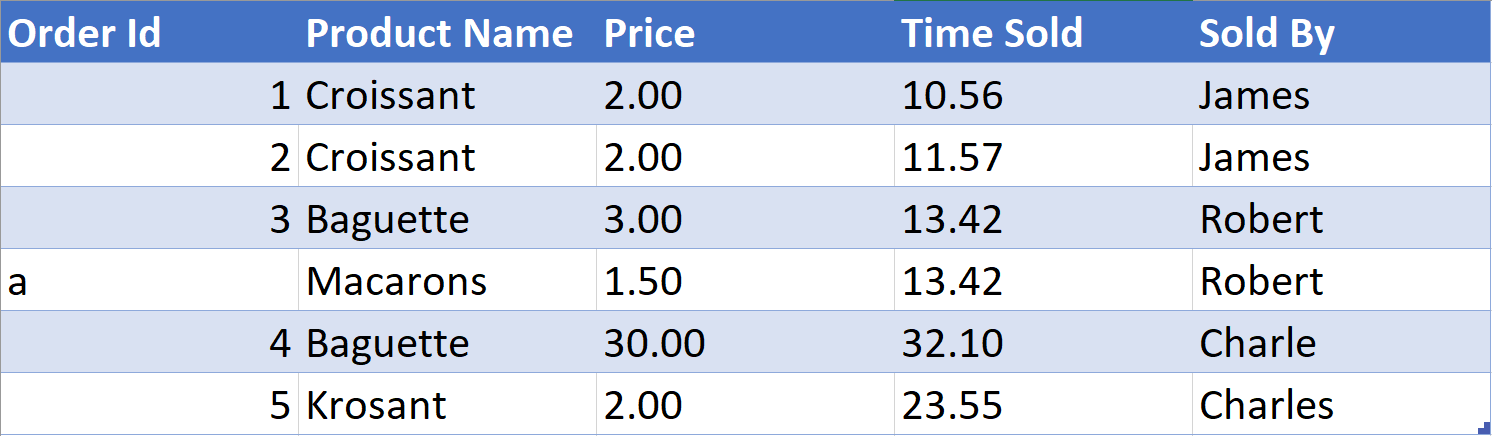 Order Id Product Name Price Time Sold Sold By
1 Croissant 2.00 10.56 James
2 Croissant 2.00 11.57 James
3 Baguette 3.00 13.42 Robert
a Macarons 1.50 13.42 Robert
4 Baguette 30.00 32.10 Charle
5 Krosant 2.00 23.55 Charles